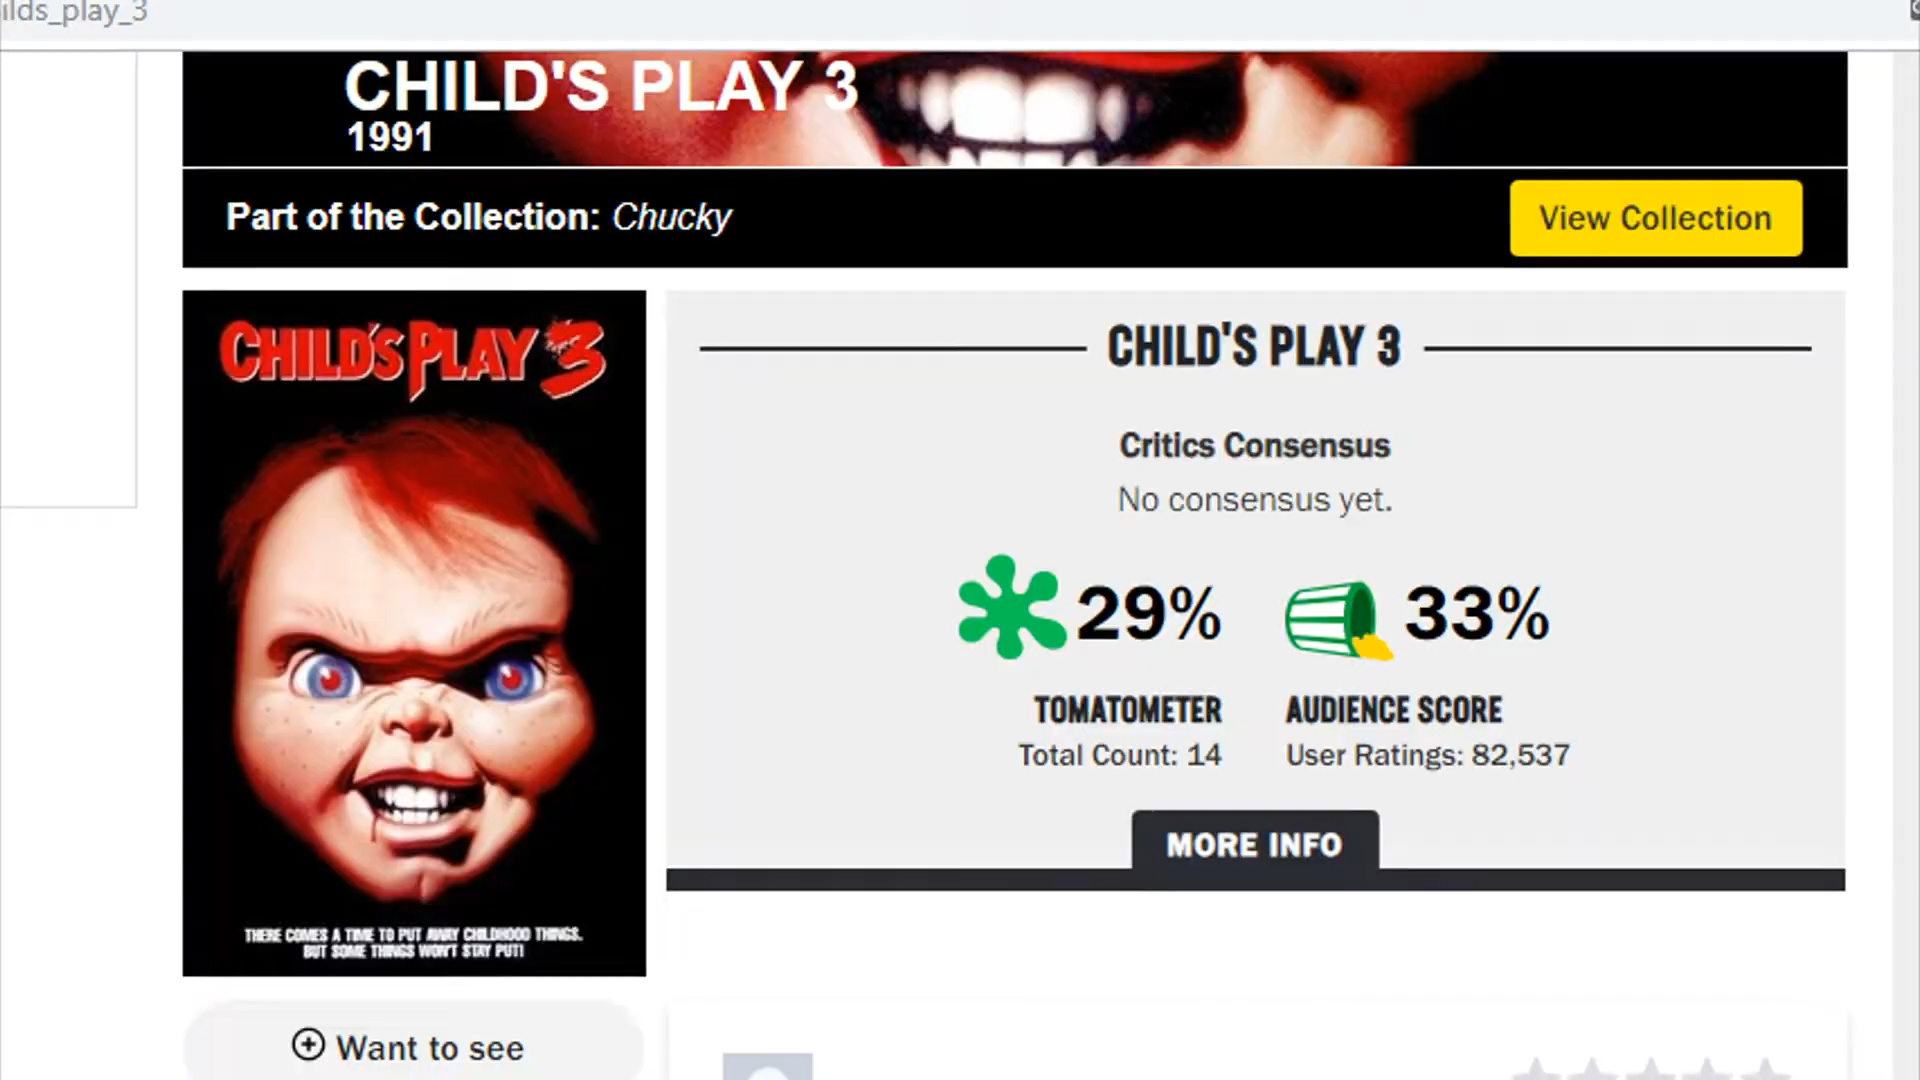 ilds_play_3
CHILD'S PLAY 3
1991
Part of the Collection: Chucky
View Collection
CHILD'S PLAY 3
THERE COMES A TIME TO PUT AWAY CHILDHOOD THINGS.
BUT SOME THINGS WON'T STAY PUT!
CHILD'S PLAY 3
Critics Consensus
No consensus yet.
29%
33%
TOMATOMETER
AUDIENCE SCORE
Total Count: 14
User Ratings: 82,537
MORE INFO
Want to see